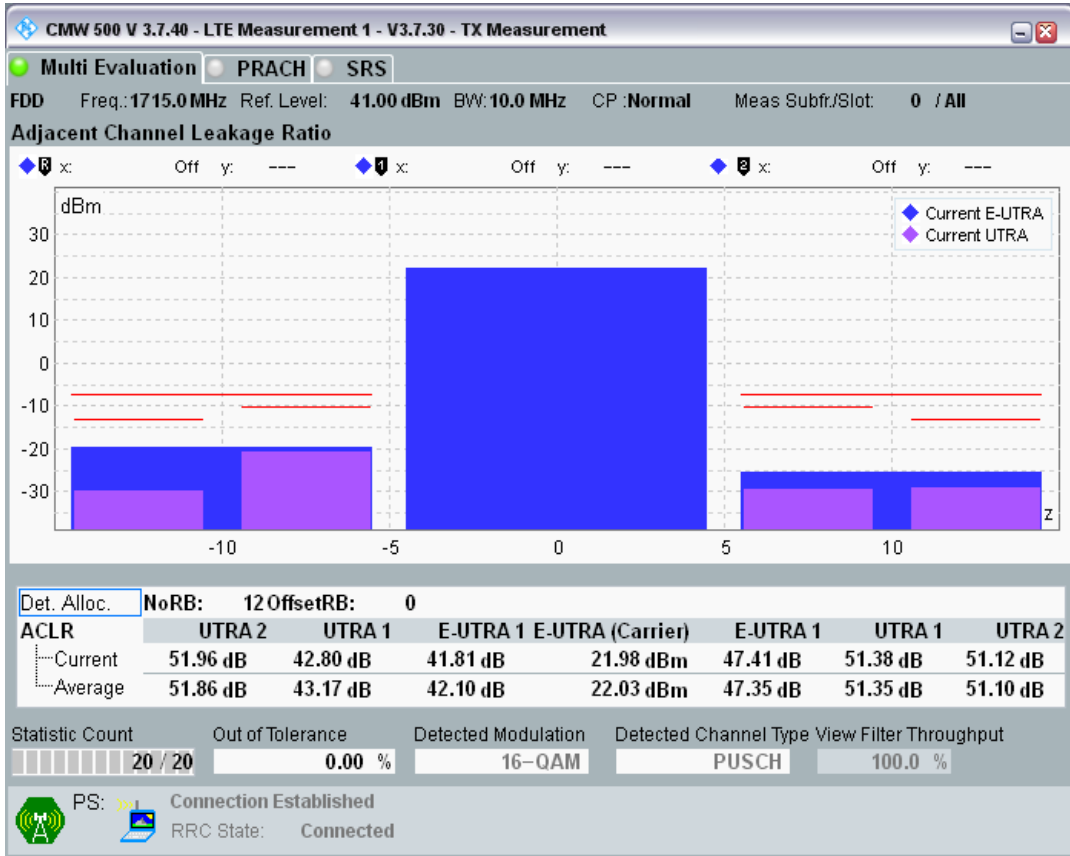 CMW 500 V 3.7.40 - LTE Measurement 1 - V3.7.30 - TX Measurement
Multi Evaluation PRACH SRS
FDD Freq.: 1715.0 MHz Ref. Level: 41.00 dBm BW: 10.0 MHz CP :Normal Meas Subfr./Slot: 0 / All
Adjacent Channel Leakage Ratio
R x: Off y: --- 1 x: Off y: --- 2 x: Off y: ---
dBm
Current E-UTRA
Current UTRA
30
20
10
0
-10
-20
-30
z
-10 -5 0 5 10
Det. Alloc. NoRB: 12 OffsetRB: 0
ACLR UTRA 2 UTRA 1 E-UTRA 1 E-UTRA (Carrier) E-UTRA 1 UTRA 1 UTRA 2
Current 51.96 dB 42.80 dB 41.81 dB 21.98 dBm 47.41 dB 51.38 dB 51.12 dB
Average 51.86 dB 43.17 dB 42.10 dB 22.03 dBm 47.35 dB 51.35 dB 51.10 dB
Statistic Count Out of Tolerance Detected Modulation Detected Channel Type View Filter Throughput
20 / 20 0.00 % 16-QAM PUSCH 100.0 %
PS: Connection Established
RRC State: Connected